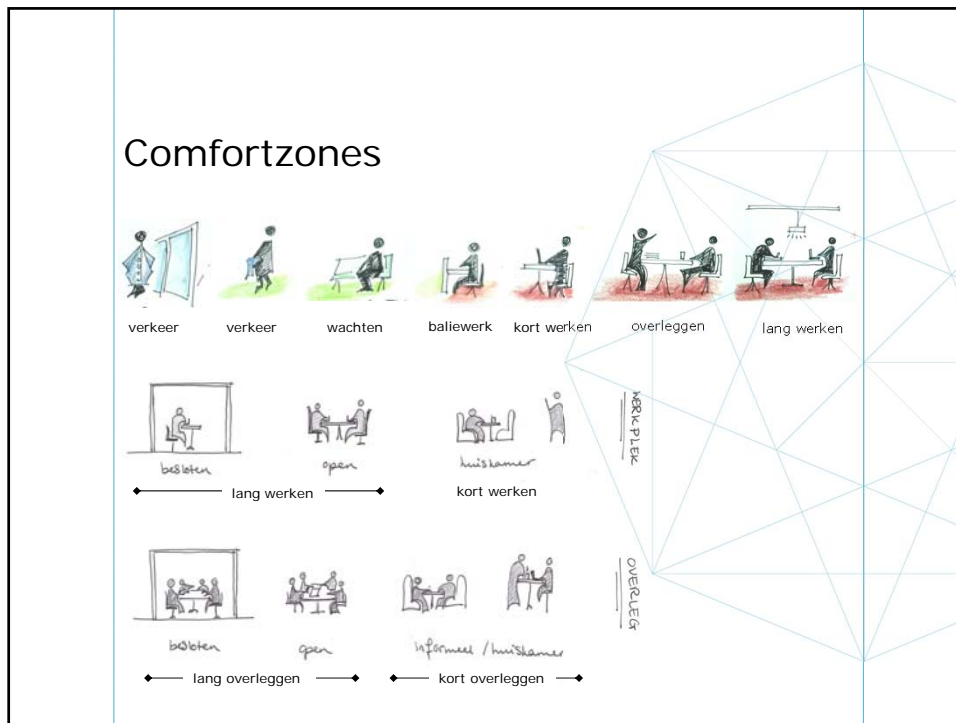 Comfortzones
verkeer verkeer wachten baliewerk kort werken overleggen lang werken
WERKPLEK
besloten open huiskamer
lang werken kort werken
OVERLEG
besloten open informeel / huiskamer
lang overleggen kort overleggen